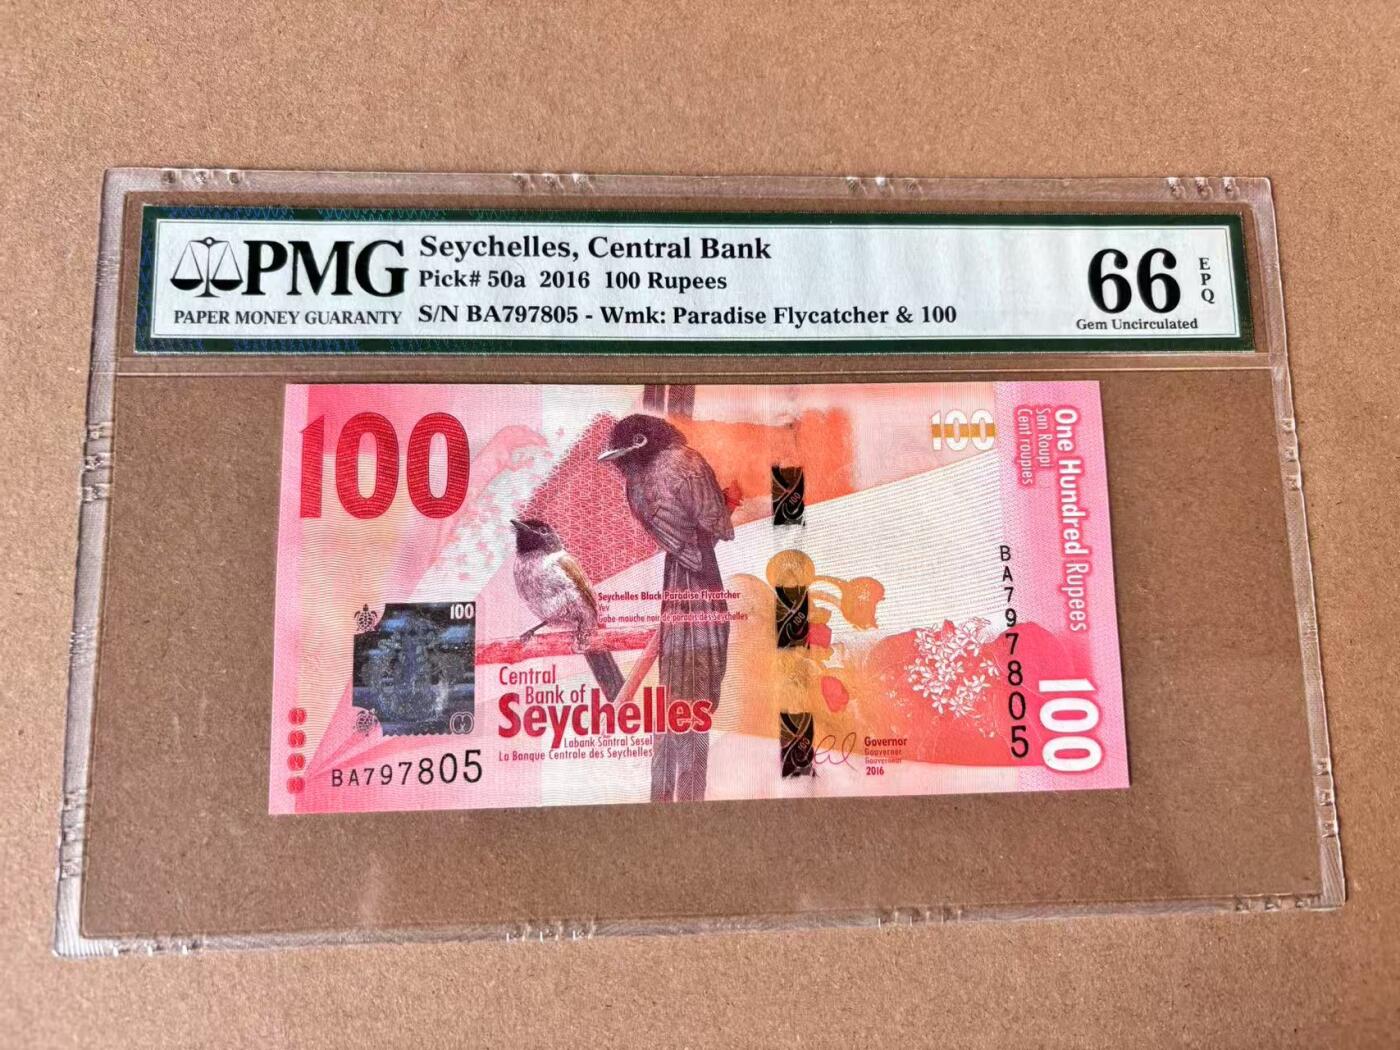 PMG
PAPER MONEY GUARANTY
Seychelles, Central Bank
Pick# 50a 2016 100 Rupees
S/N BA797805 - Wmk: Paradise Flycatcher & 100
66
EPQ
Gem Uncirculated
100
100
One Hundred Rupees
San Roupi
Cent roupies
100
BA797805
Seychelles Black Paradise Flycatcher
Vev
Gobe-mouche noir de paradis des Seychelles
100
100
100
100
Central
Bank of
Seychelles
Labank Santral Sesel
La Banque Centrale des Seychelles
Governor
Gouverner
Gouverneur
2016
BA797805